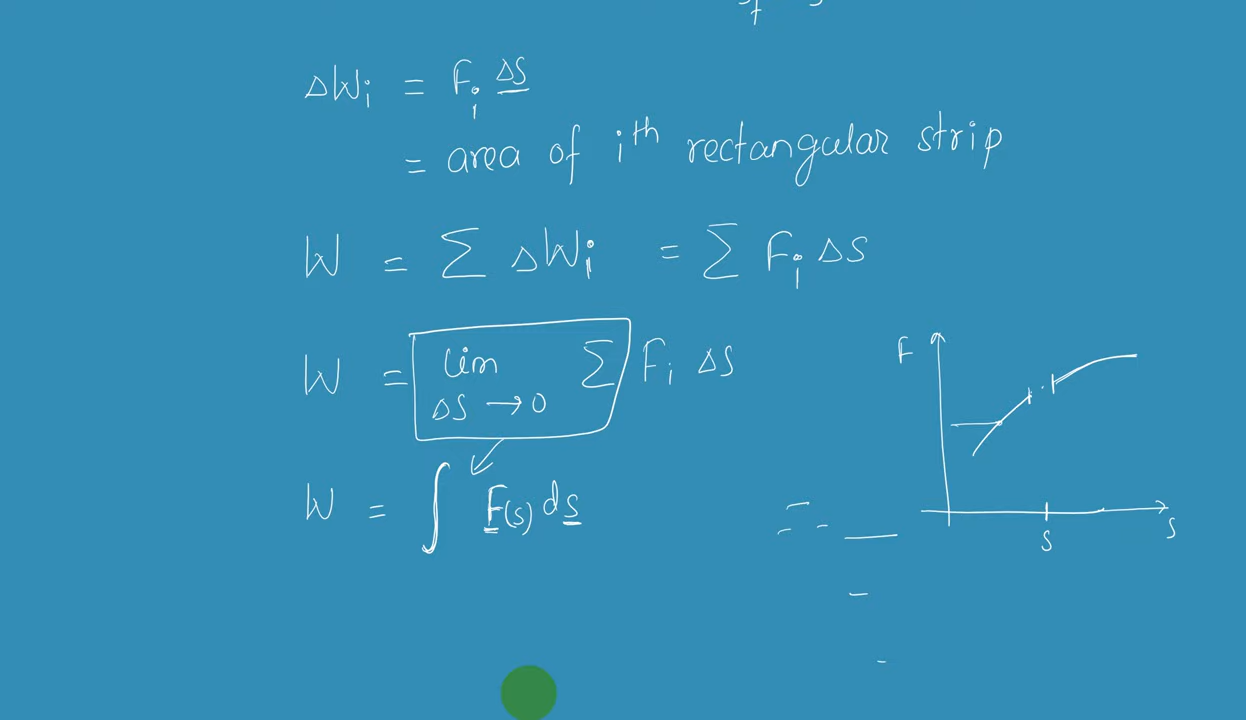 ΔWᵢ = Fᵢ ΔS
= area of iᵗʰ rectangular strip
W = Σ ΔWᵢ = Σ Fᵢ ΔS
W = lim ΔS → 0 Σ Fᵢ ΔS
W = ∫ F(s) ds
F
S
S